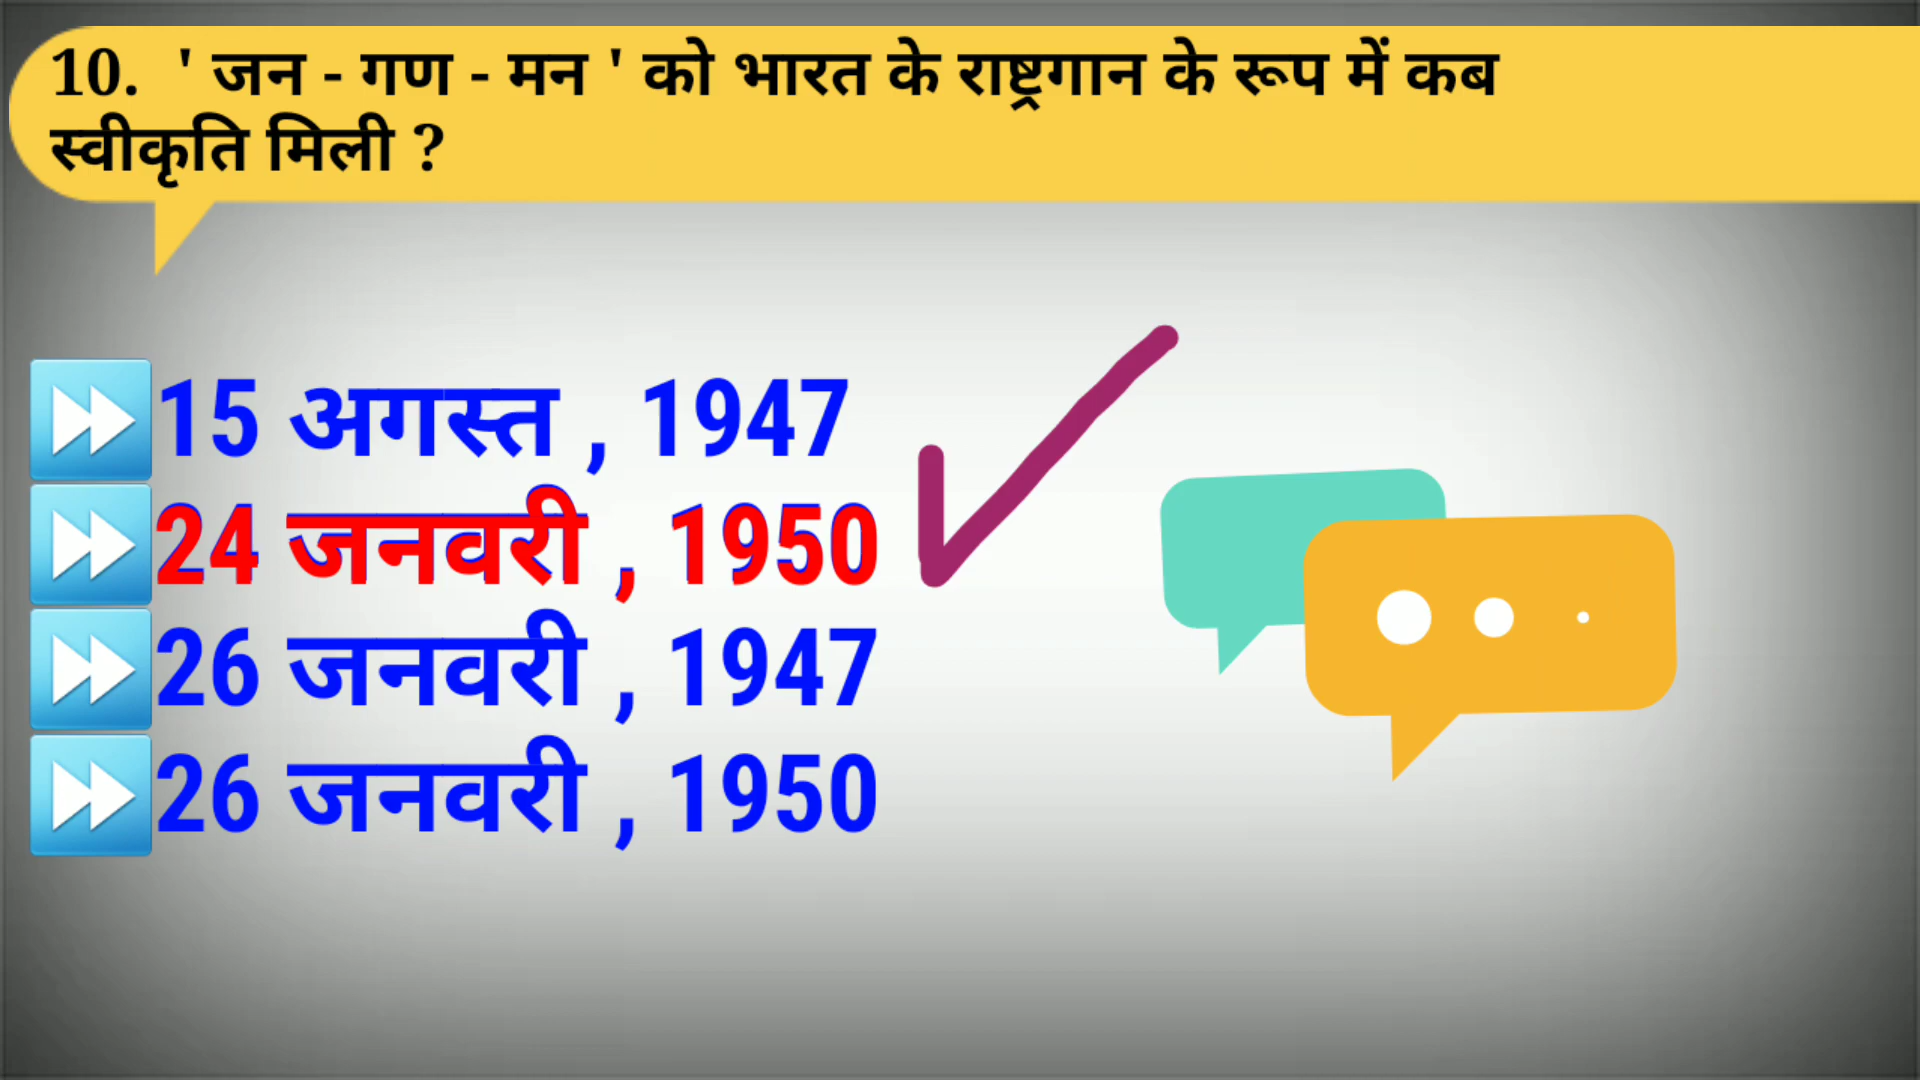 10. ' जन - गण - मन ' को भारत के राष्ट्रगान के रूप में कब
स्वीकृति मिली ?
15 अगस्त , 1947
24 जनवरी , 1950
26 जनवरी , 1947
26 जनवरी , 1950